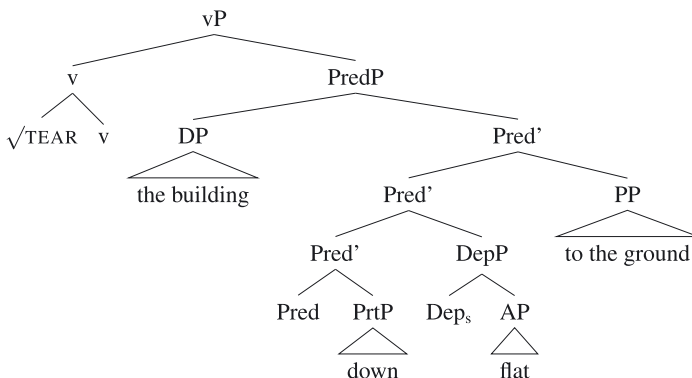 vP
v PredP
√TEAR v DP Pred’
the building Pred’ PP
Pred’ DepP to the ground
Pred PrtP Depₛ AP
down flat